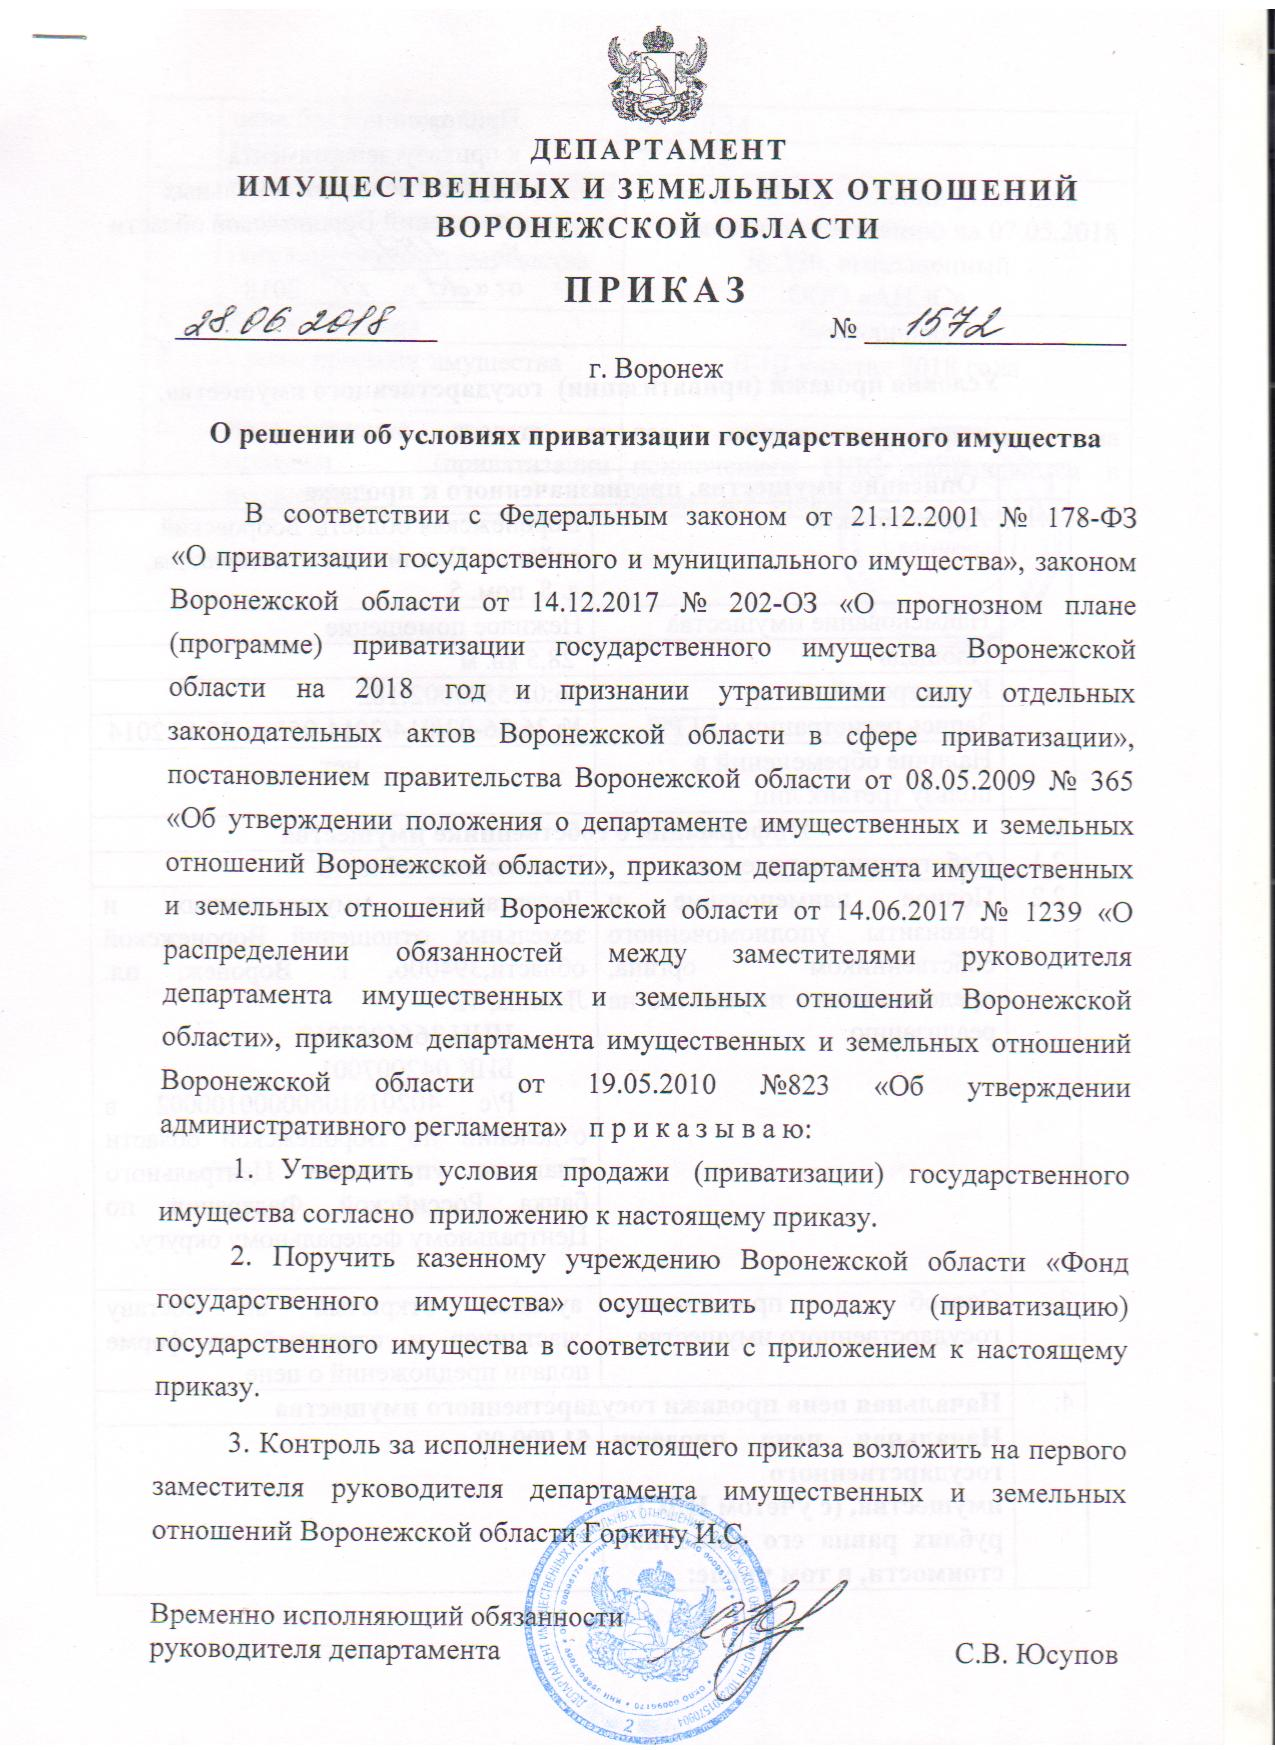 ДЕПАРТАМЕНТ
ИМУЩЕСТВЕННЫХ И ЗЕМЕЛЬНЫХ ОТНОШЕНИЙ
ВОРОНЕЖСКОЙ ОБЛАСТИ
ПРИКАЗ
28.06.2018 № 1572
г. Воронеж
О решении об условиях приватизации государственного имущества
В соответствии с Федеральным законом от 21.12.2001 № 178-ФЗ
«О приватизации государственного и муниципального имущества», законом
Воронежской области от 14.12.2017 № 202-ОЗ «О прогнозном плане
(программе) приватизации государственного имущества Воронежской
области на 2018 год и признании утратившими силу отдельных
законодательных актов Воронежской области в сфере приватизации»,
постановлением правительства Воронежской области от 08.05.2009 № 365
«Об утверждении положения о департаменте имущественных и земельных
отношений Воронежской области», приказом департамента имущественных
и земельных отношений Воронежской области от 14.06.2017 № 1239 «О
распределении обязанностей между заместителями руководителя
департамента имущественных и земельных отношений Воронежской
области», приказом департамента имущественных и земельных отношений
Воронежской области от 19.05.2010 №823 «Об утверждении
административного регламента» п р и к а з ы в а ю:
1. Утвердить условия продажи (приватизации) государственного
имущества согласно приложению к настоящему приказу.
2. Поручить казенному учреждению Воронежской области «Фонд
государственного имущества» осуществить продажу (приватизацию)
государственного имущества в соответствии с приложением к настоящему
приказу.
3. Контроль за исполнением настоящего приказа возложить на первого
заместителя руководителя департамента имущественных и земельных
отношений Воронежской области Горкину И.С.
Временно исполняющий обязанности
руководителя департамента С.В. Юсупов
2